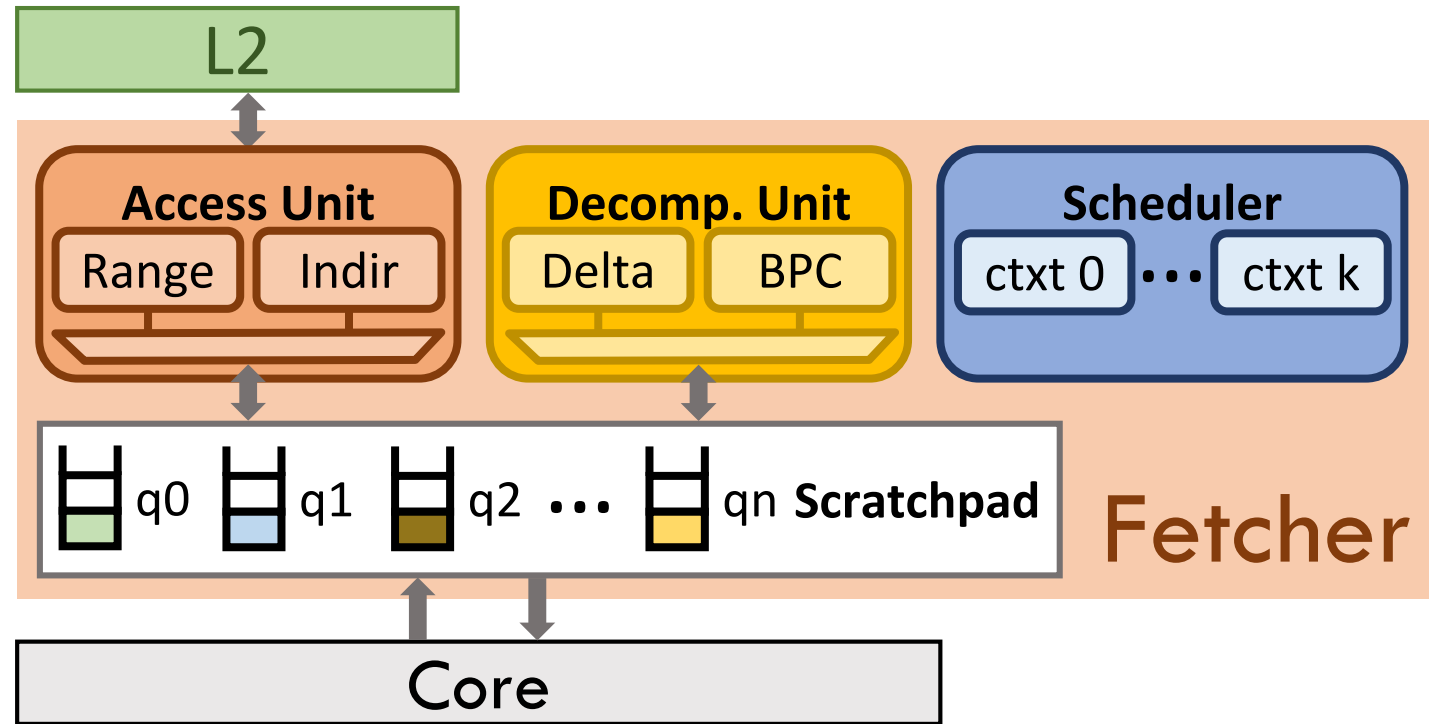 L2
Access Unit
Range
Indir
Decomp. Unit
Delta
BPC
Scheduler
ctxt 0
...
ctxt k
q0
q1
q2
...
qn
Scratchpad
Fetcher
Core